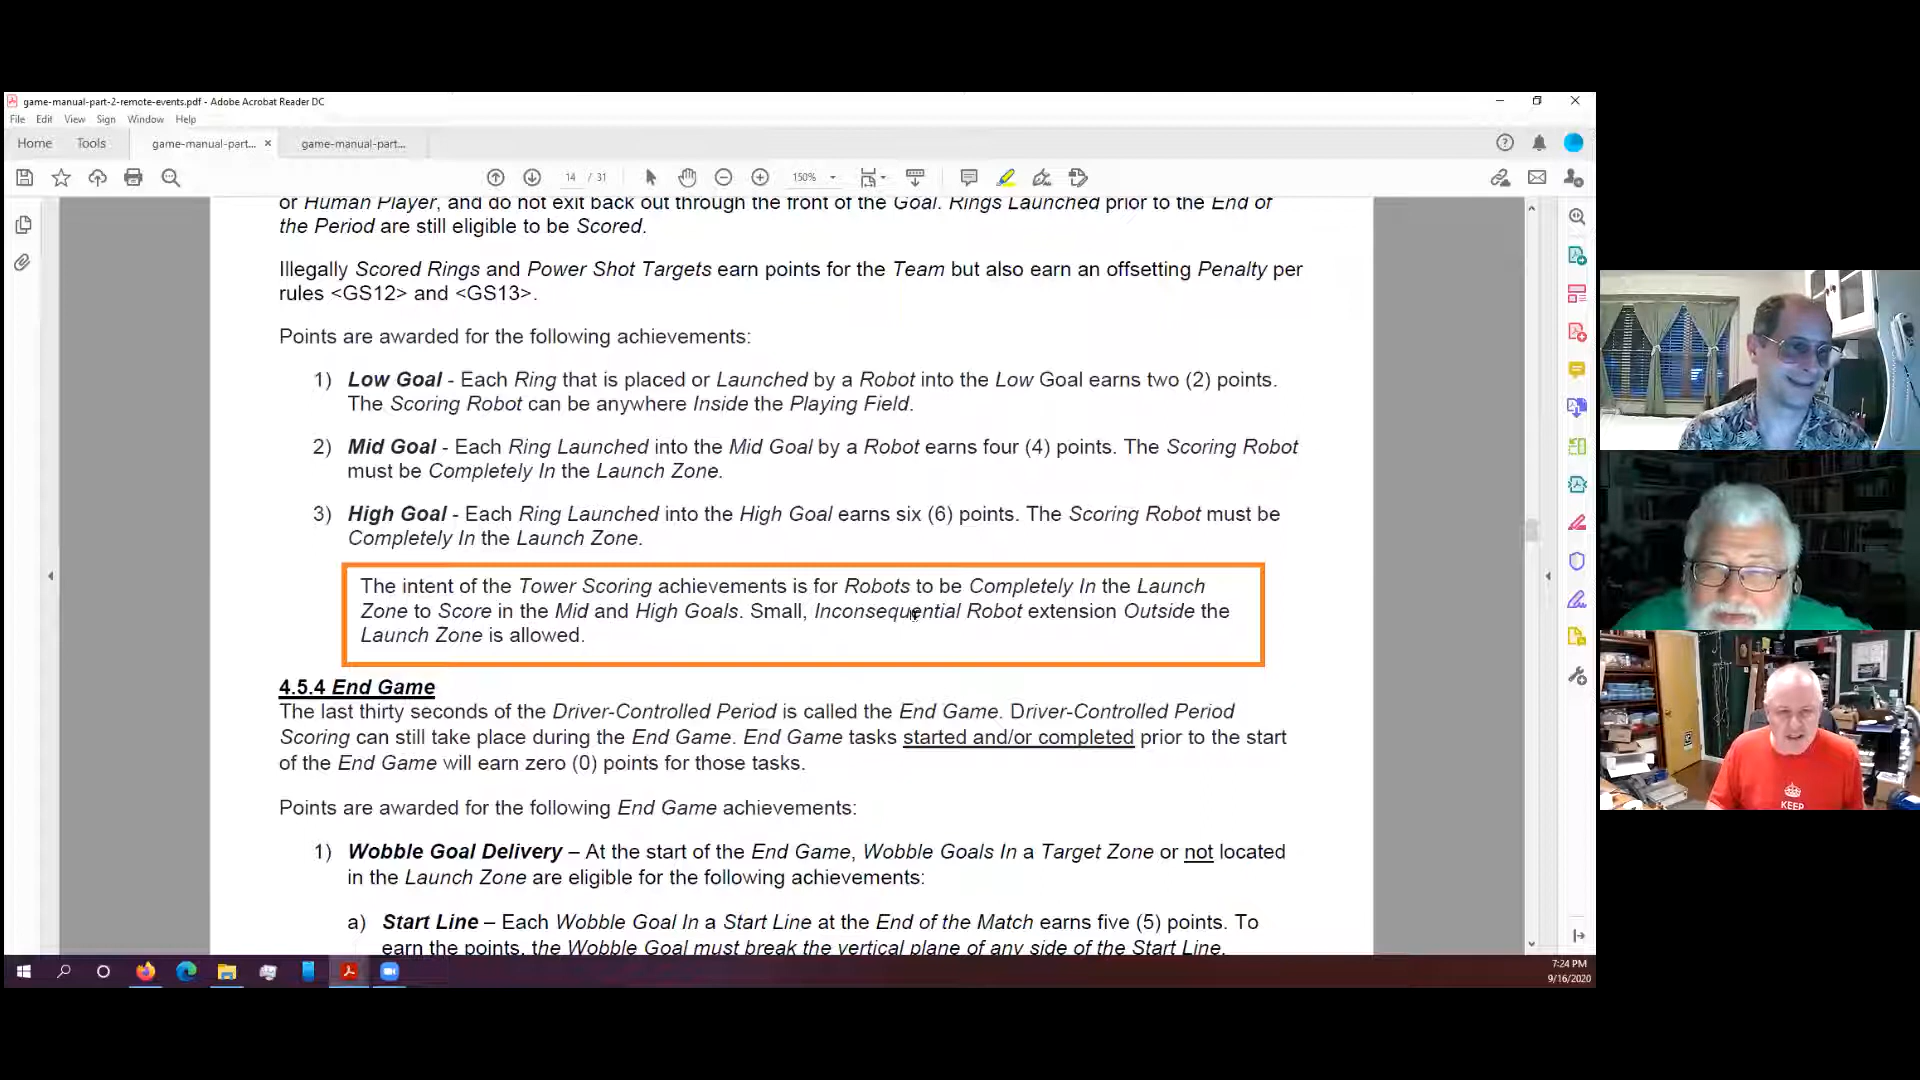 game-manual-part-2-remote-events.pdf - Adobe Acrobat Reader DC
File Edit View Sign Window Help
Home Tools game-manual-part... × game-manual-part...
14 / 31 150%
or Human Player, and do not exit back out through the front of the Goal. Rings Launched prior to the End of
the Period are still eligible to be Scored.
Illegally Scored Rings and Power Shot Targets earn points for the Team but also earn an offsetting Penalty per
rules <GS12> and <GS13>.
Points are awarded for the following achievements:
1) Low Goal - Each Ring that is placed or Launched by a Robot into the Low Goal earns two (2) points.
The Scoring Robot can be anywhere Inside the Playing Field.
2) Mid Goal - Each Ring Launched into the Mid Goal by a Robot earns four (4) points. The Scoring Robot
must be Completely In the Launch Zone.
3) High Goal - Each Ring Launched into the High Goal earns six (6) points. The Scoring Robot must be
Completely In the Launch Zone.
The intent of the Tower Scoring achievements is for Robots to be Completely In the Launch
Zone to Score in the Mid and High Goals. Small, Inconsequential Robot extension Outside the
Launch Zone is allowed.
4.5.4 End Game
The last thirty seconds of the Driver-Controlled Period is called the End Game. Driver-Controlled Period
Scoring can still take place during the End Game. End Game tasks started and/or completed prior to the start
of the End Game will earn zero (0) points for those tasks.
Points are awarded for the following End Game achievements:
1) Wobble Goal Delivery – At the start of the End Game, Wobble Goals In a Target Zone or not located
in the Launch Zone are eligible for the following achievements:
a) Start Line – Each Wobble Goal In a Start Line at the End of the Match earns five (5) points. To
earn the points, the Wobble Goal must break the vertical plane of any side of the Start Line.
7:24 PM
9/16/2020
KEEP